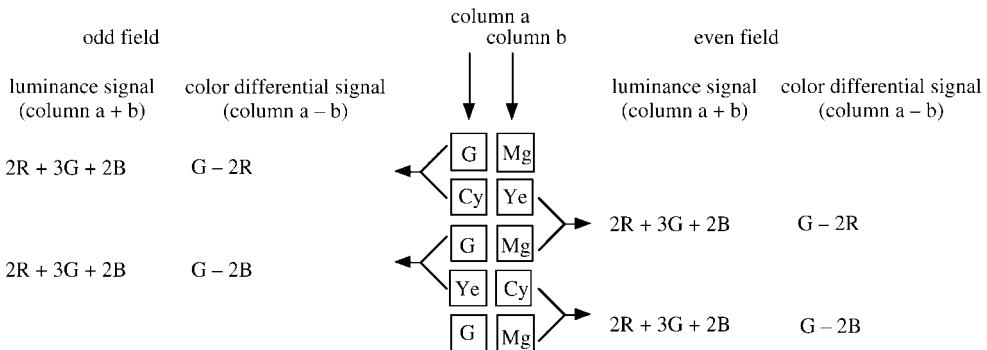 column a
column b
odd field
even field
luminance signal
(column a + b)
color differential signal
(column a – b)
luminance signal
(column a + b)
color differential signal
(column a – b)
G Mg
2R + 3G + 2B G – 2R
Cy Ye
2R + 3G + 2B G – 2R
G Mg
2R + 3G + 2B G – 2B
Ye Cy
2R + 3G + 2B G – 2B
G Mg